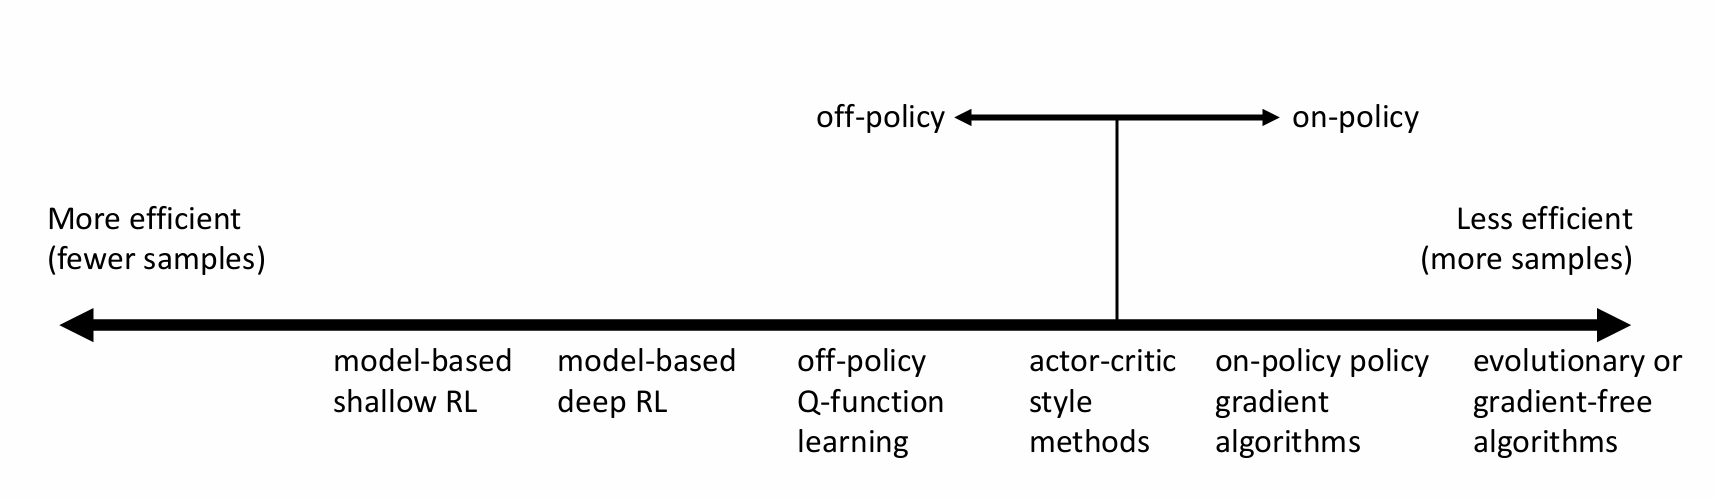 off-policy
on-policy
More efficient
(fewer samples)
Less efficient
(more samples)
model-based
shallow RL
model-based
deep RL
off-policy
Q-function
learning
actor-critic
style
methods
on-policy policy
gradient
algorithms
evolutionary or
gradient-free
algorithms